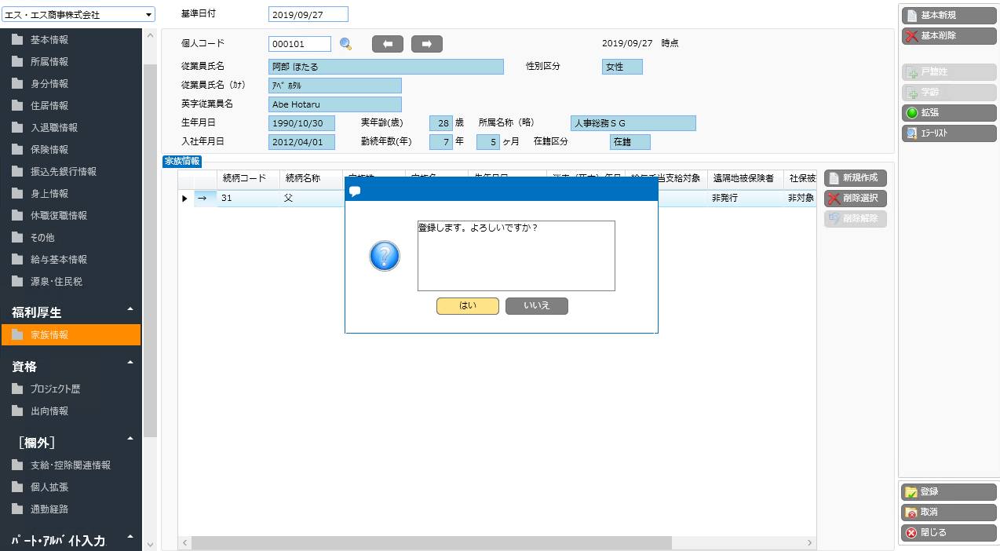 エス・エス商事株式会社
基本情報
所属情報
身分情報
住居情報
入退職情報
保険情報
振込先銀行情報
身上情報
休職復職情報
その他
給与基本情報
源泉・住民税
福利厚生
家族情報
資格
プロジェクト歴
出向情報
［欄外］
支給・控除関連情報
個人拡張
通勤経路
ﾊﾟｰﾄ・ｱﾙﾊﾞｲﾄ入力
基準日付 2019/09/27
個人コード 000101 2019/09/27 時点
従業員氏名 阿部 ほたる 性別区分 女性
従業員氏名（ｶﾅ） ｱﾍﾞ ﾎﾀﾙ
英字従業員名 Abe Hotaru
生年月日 1990/10/30 実年齢(歳) 28 歳 所属名称（略） 人事総務ＳＧ
入社年月日 2012/04/01 勤続年数(年) 7 年 5 ヶ月 在籍区分 在籍
家族情報
続柄コード 続柄名称 給与手当支給対象 遠隔地被保険者 社保被
→ 31 父 非発行 非対象
登録します。よろしいですか？
はい いいえ
新規作成
削除選択
削除解除
基本新規
基本削除
戸籍姓
学齢
拡張
ｴﾗｰﾘｽﾄ
登録
取消
閉じる